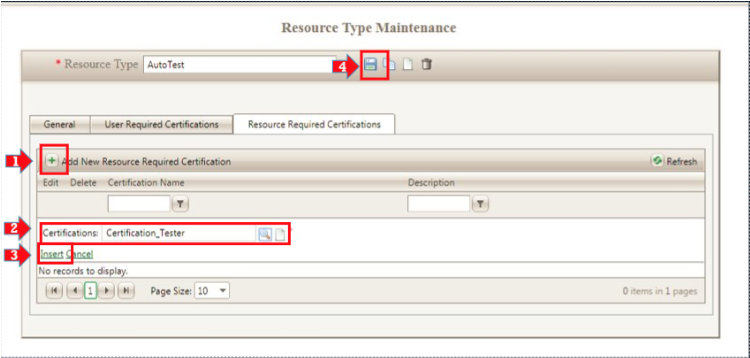 Resource Type Maintenance
* Resource Type AutoTest 4
General User Required Certifications Resource Required Certifications
1 Add New Resource Required Certification Refresh
Edit Delete Certification Name Description
2 Certifications: Certification_Tester
3 Insert Cancel
No records to display.
1 Page Size: 10 0 items in 1 pages